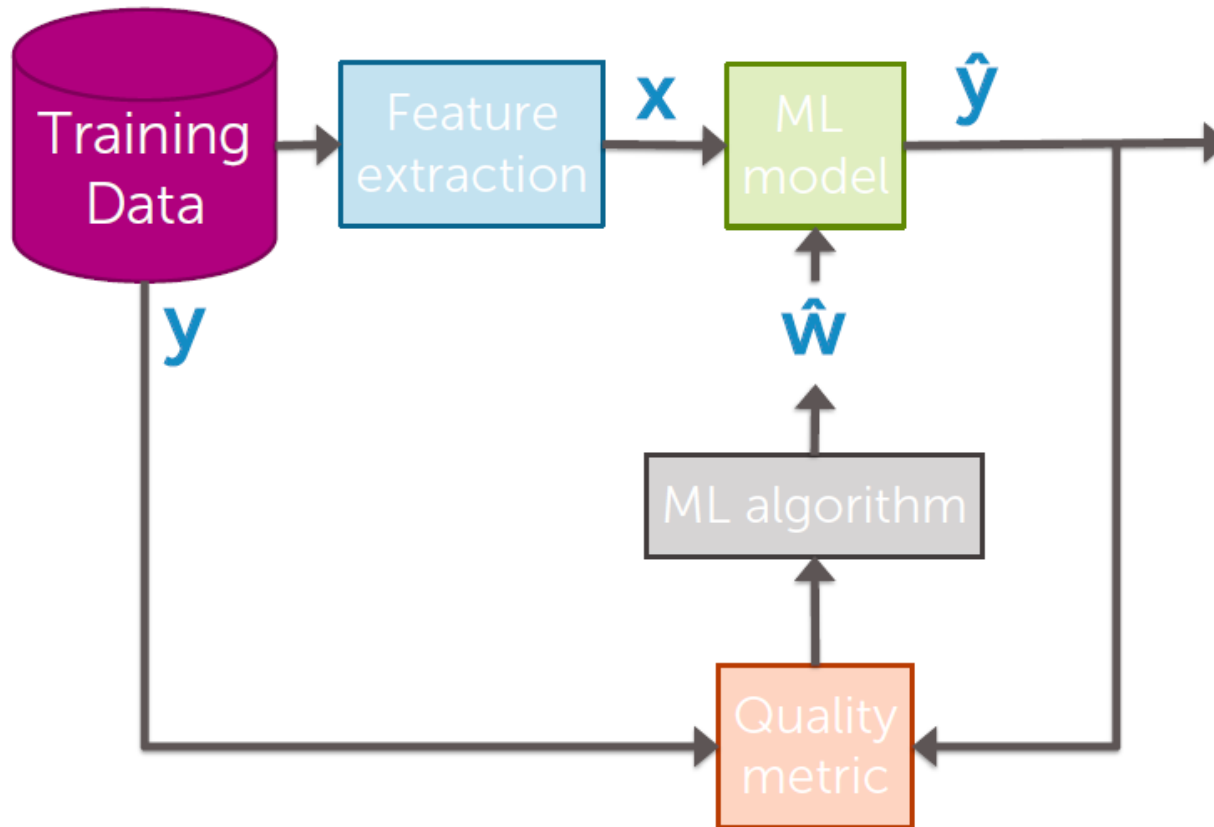 Training
Data
Feature
extraction
x
ML
model
ŷ
y
ŵ
ML algorithm
Quality
metric